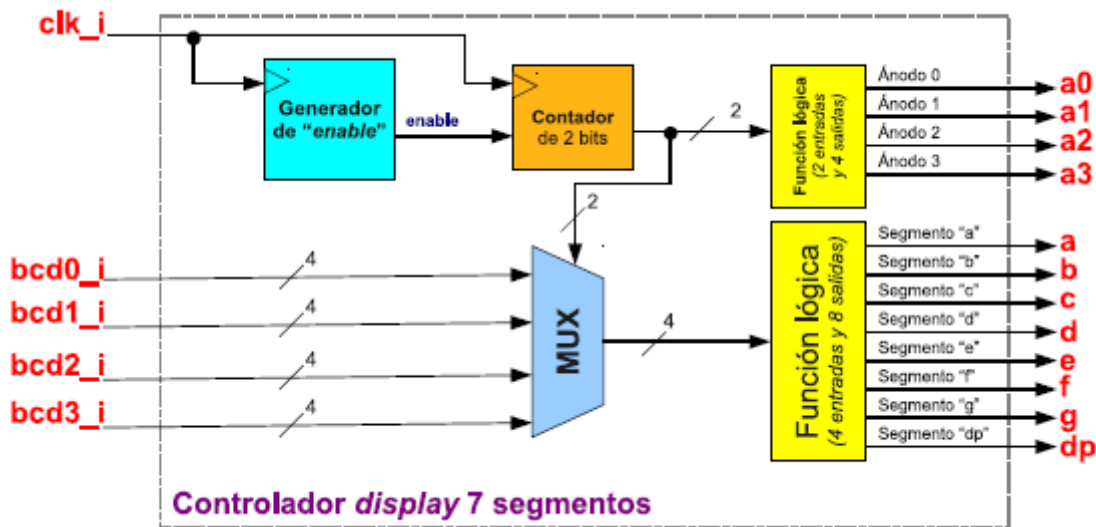 clk_i
Generador
de "enable"
enable
Contador
de 2 bits
2
Función lógica
(2 entradas
y 4 salidas)
Ánodo 0
a0
Ánodo 1
a1
Ánodo 2
a2
Ánodo 3
a3
2
bcd0_i
4
bcd1_i
4
bcd2_i
4
bcd3_i
4
MUX
4
Función lógica
(4 entradas y 8 salidas)
Segmento "a"
a
Segmento "b"
b
Segmento "c"
c
Segmento "d"
d
Segmento "e"
e
Segmento "f"
f
Segmento "g"
g
Segmento "dp"
dp
Controlador display 7 segmentos